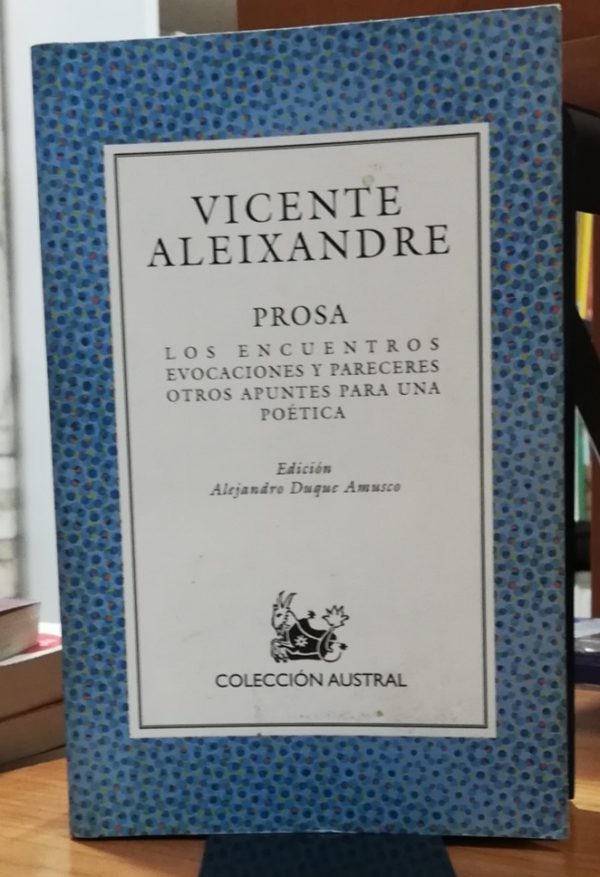 VICENTE
ALEIXANDRE
PROSA
LOS ENCUENTROS
EVOCACIONES Y PARECERES
OTROS APUNTES PARA UNA
POÉTICA
Edición
Alejandro Duque Amusco
COLECCIÓN AUSTRAL